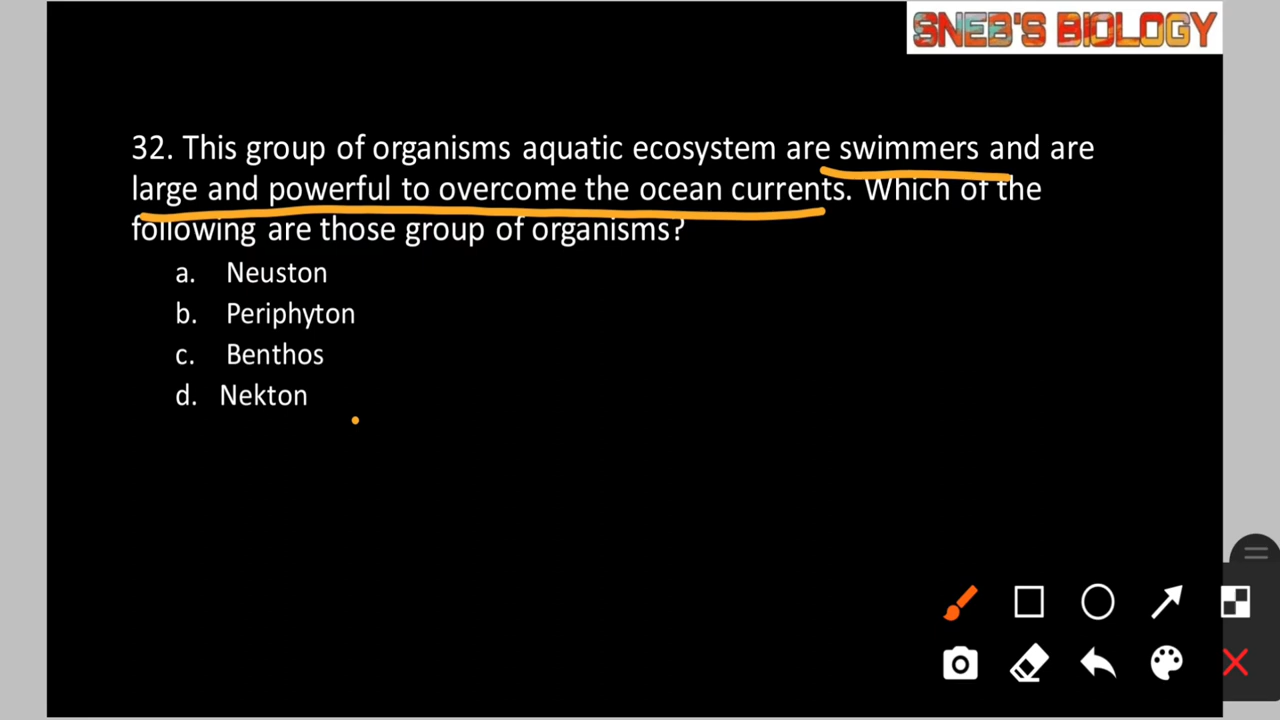 SNEB'S BIOLOGY
32. This group of organisms aquatic ecosystem are swimmers and are
large and powerful to overcome the ocean currents. Which of the
following are those group of organisms?
a. Neuston
b. Periphyton
c. Benthos
d. Nekton